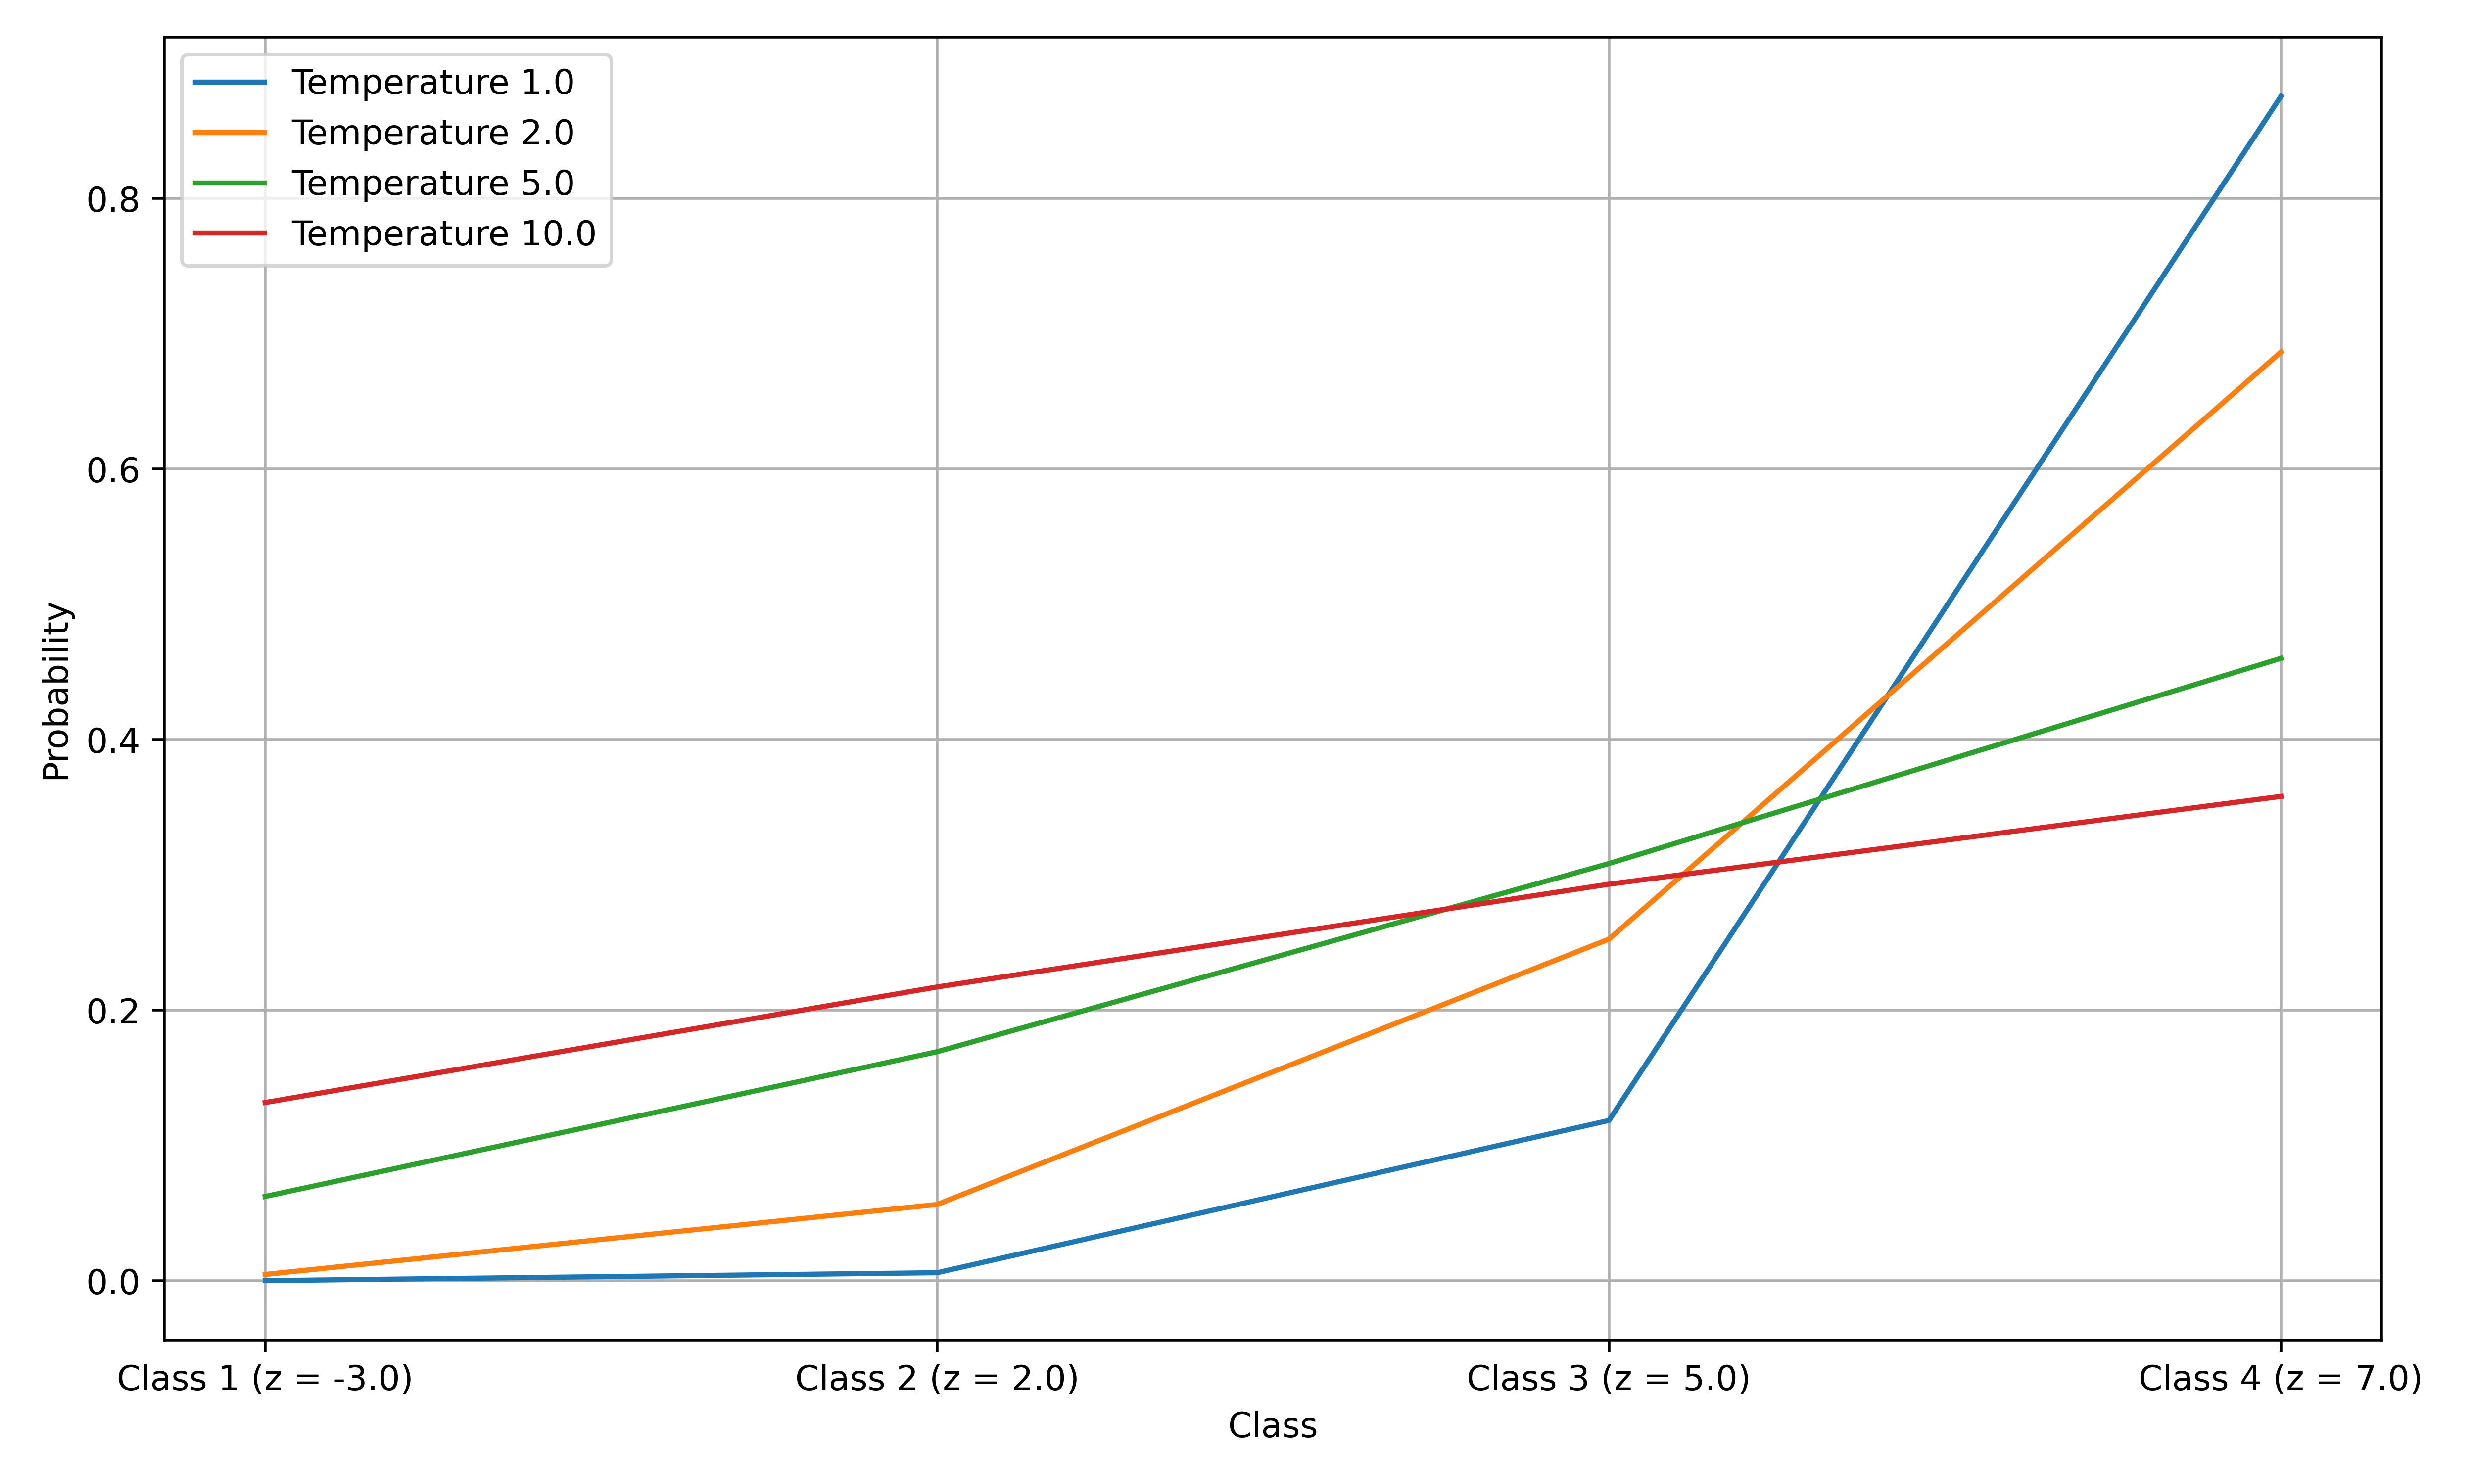 Temperature 1.0
Temperature 2.0
Temperature 5.0
Temperature 10.0
0.8
0.6
0.4
0.2
0.0
Probability
Class 1 (z = -3.0)
Class 2 (z = 2.0)
Class 3 (z = 5.0)
Class 4 (z = 7.0)
Class